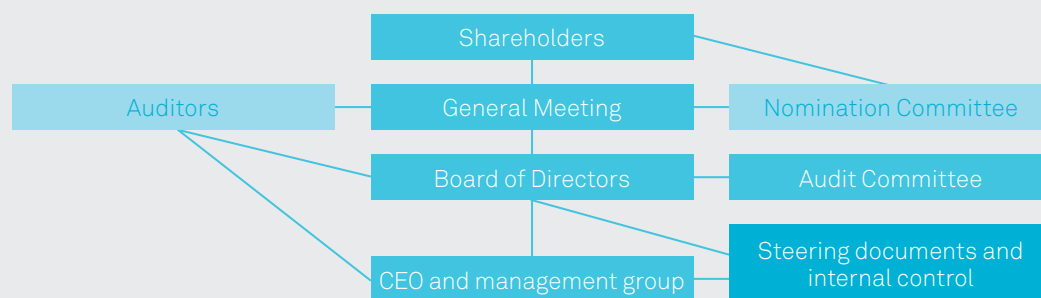 Shareholders
Auditors
General Meeting
Nomination Committee
Board of Directors
Audit Committee
CEO and management group
Steering documents and
internal control